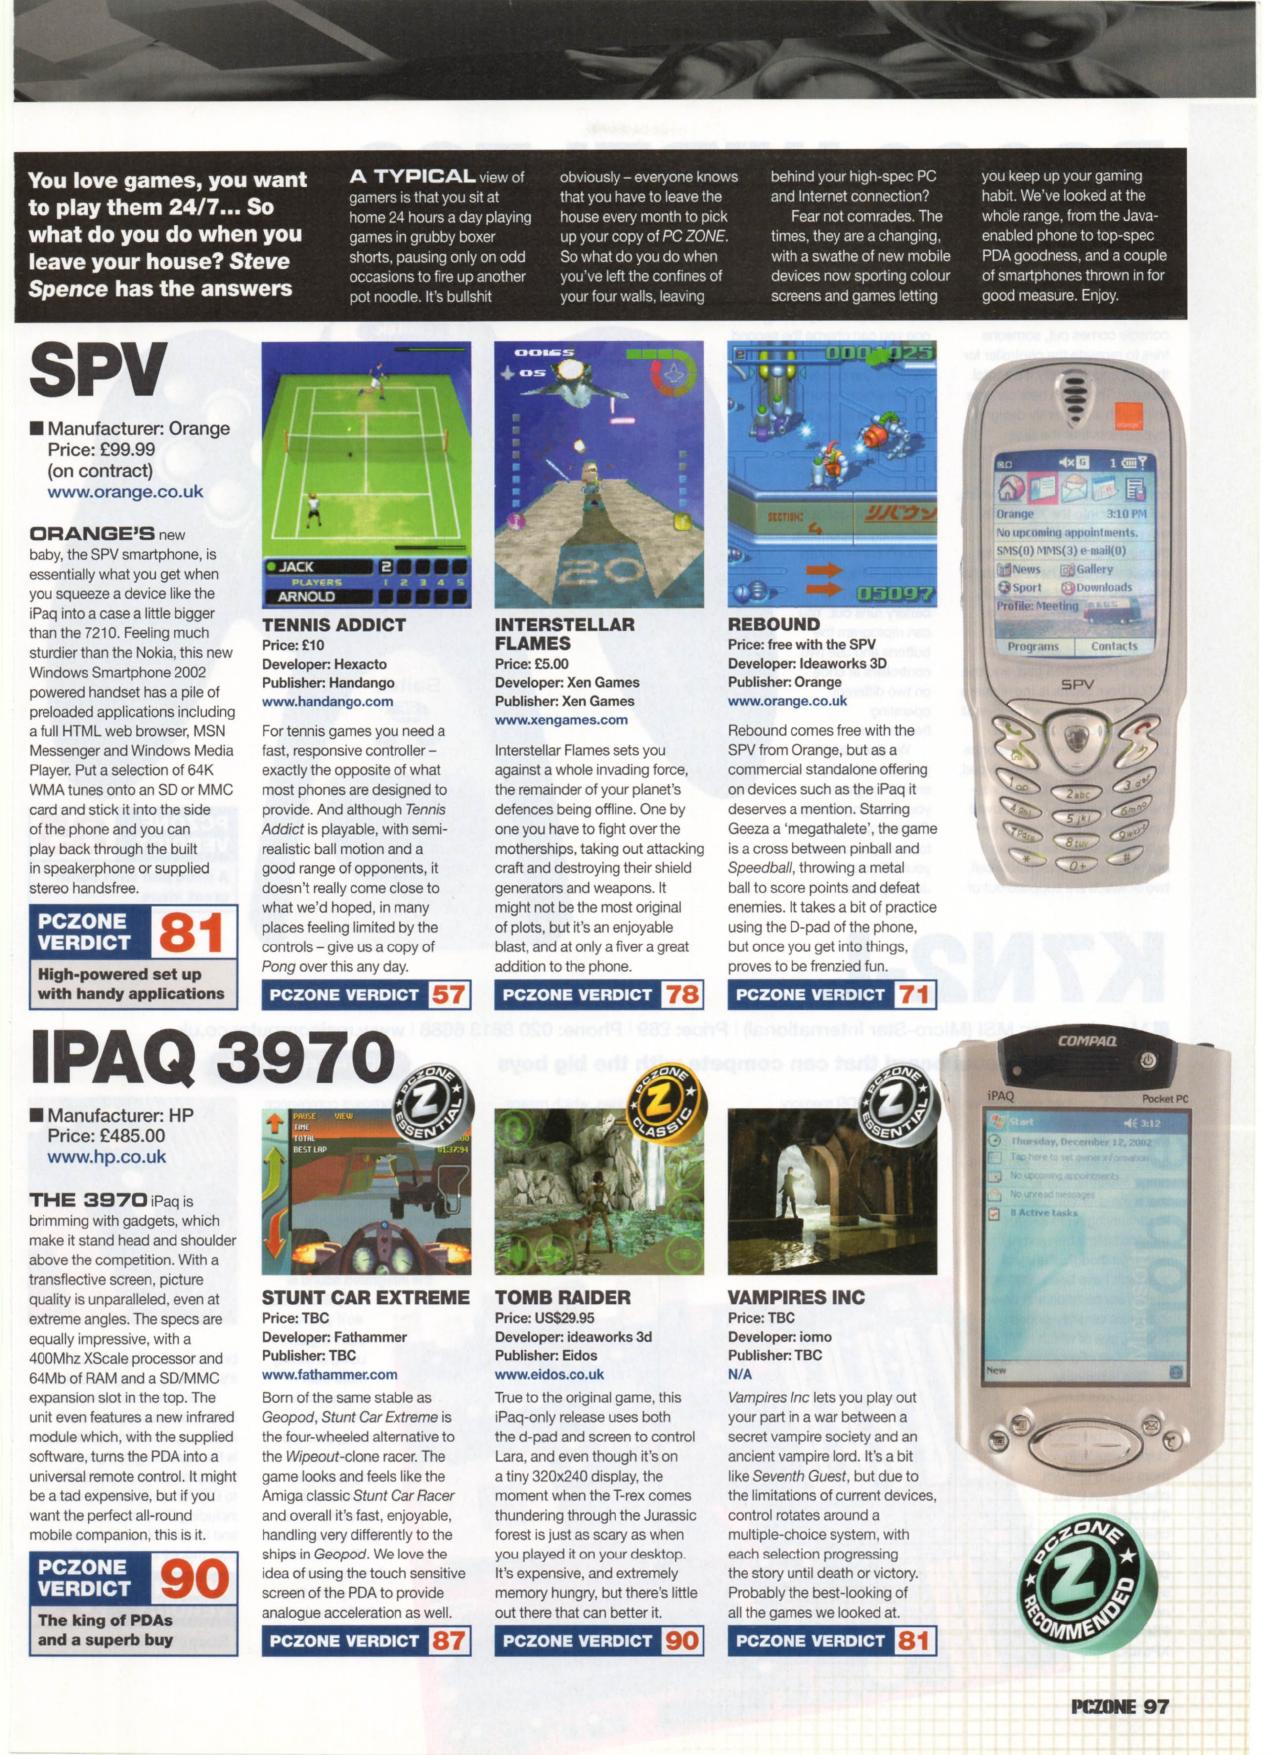 You love games, you want
to play them 24/7... So
what do you do when you
leave your house? Steve
Spence has the answers
A TYPICAL view of
gamers is that you sit at
home 24 hours a day playing
games in grubby boxer
shorts, pausing only on odd
occasions to fire up another
pot noodle. It's bullshit
obviously – everyone knows
that you have to leave the
house every month to pick
up your copy of PC ZONE.
So what do you do when
you've left the confines of
your four walls, leaving
behind your high-spec PC
and Internet connection?
Fear not comrades. The
times, they are a changing,
with a swathe of new mobile
devices now sporting colour
screens and games letting
you keep up your gaming
habit. We've looked at the
whole range, from the Java-
enabled phone to top-spec
PDA goodness, and a couple
of smartphones thrown in for
good measure. Enjoy.
SPV
■ Manufacturer: Orange
Price: £99.99
(on contract)
www.orange.co.uk
ORANGE'S new
baby, the SPV smartphone, is
essentially what you get when
you squeeze a device like the
iPaq into a case a little bigger
than the 7210. Feeling much
sturdier than the Nokia, this new
Windows Smartphone 2002
powered handset has a pile of
preloaded applications including
a full HTML web browser, MSN
Messenger and Windows Media
Player. Put a selection of 64K
WMA tunes onto an SD or MMC
card and stick it into the side
of the phone and you can
play back through the built
in speakerphone or supplied
stereo handsfree.
PCZONE
VERDICT 81
High-powered set up
with handy applications
JACK 2
PLAYERS 1 2 3 4 5
ARNOLD
TENNIS ADDICT
Price: £10
Developer: Hexacto
Publisher: Handango
www.handango.com
For tennis games you need a
fast, responsive controller –
exactly the opposite of what
most phones are designed to
provide. And although Tennis
Addict is playable, with semi-
realistic ball motion and a
good range of opponents, it
doesn't really come close to
what we'd hoped, in many
places feeling limited by the
controls – give us a copy of
Pong over this any day.
PCZONE VERDICT 57
00165
05
20
INTERSTELLAR
FLAMES
Price: £5.00
Developer: Xen Games
Publisher: Xen Games
www.xengames.com
Interstellar Flames sets you
against a whole invading force,
the remainder of your planet's
defences being offline. One by
one you have to fight over the
motherships, taking out attacking
craft and destroying their shield
generators and weapons. It
might not be the most original
of plots, but it's an enjoyable
blast, and at only a fiver a great
addition to the phone.
PCZONE VERDICT 78
SECTION:
4
リバウン
05097
REBOUND
Price: free with the SPV
Developer: Ideaworks 3D
Publisher: Orange
www.orange.co.uk
Rebound comes free with the
SPV from Orange, but as a
commercial standalone offering
on devices such as the iPaq it
deserves a mention. Starring
Geeza a 'megathalete', the game
is a cross between pinball and
Speedball, throwing a metal
ball to score points and defeat
enemies. It takes a bit of practice
using the D-pad of the phone,
but once you get into things,
proves to be frenzied fun.
PCZONE VERDICT 71
orange
Orange 3:10 PM
No upcoming appointments.
SMS(0) MMS(3) e-mail(0)
News Gallery
Sport Downloads
Profile: Meeting
Programs Contacts
SPV
IPAQ 3970
■ Manufacturer: HP
Price: £485.00
www.hp.co.uk
THE 3970 iPaq is
brimming with gadgets, which
make it stand head and shoulder
above the competition. With a
transflective screen, picture
quality is unparalleled, even at
extreme angles. The specs are
equally impressive, with a
400Mhz XScale processor and
64Mb of RAM and a SD/MMC
expansion slot in the top. The
unit even features a new infrared
module which, with the supplied
software, turns the PDA into a
universal remote control. It might
be a tad expensive, but if you
want the perfect all-round
mobile companion, this is it.
PCZONE
VERDICT 90
The king of PDAs
and a superb buy
PCZONE Z ESSENTIAL
PAUSE VIEW
TIME
TOTAL
BEST LAP 01:37:94
STUNT CAR EXTREME
Price: TBC
Developer: Fathammer
Publisher: TBC
www.fathammer.com
Born of the same stable as
Geopod, Stunt Car Extreme is
the four-wheeled alternative to
the Wipeout-clone racer. The
game looks and feels like the
Amiga classic Stunt Car Racer
and overall it's fast, enjoyable,
handling very differently to the
ships in Geopod. We love the
idea of using the touch sensitive
screen of the PDA to provide
analogue acceleration as well.
PCZONE VERDICT 87
PCZONE Z CLASSIC
TOMB RAIDER
Price: US$29.95
Developer: ideaworks 3d
Publisher: Eidos
www.eidos.co.uk
True to the original game, this
iPaq-only release uses both
the d-pad and screen to control
Lara, and even though it's on
a tiny 320x240 display, the
moment when the T-rex comes
thundering through the Jurassic
forest is just as scary as when
you played it on your desktop.
It's expensive, and extremely
memory hungry, but there's little
out there that can better it.
PCZONE VERDICT 90
PCZONE Z ESSENTIAL
VAMPIRES INC
Price: TBC
Developer: iomo
Publisher: TBC
N/A
Vampires Inc lets you play out
your part in a war between a
secret vampire society and an
ancient vampire lord. It's a bit
like Seventh Guest, but due to
the limitations of current devices,
control rotates around a
multiple-choice system, with
each selection progressing
the story until death or victory.
Probably the best-looking of
all the games we looked at.
PCZONE VERDICT 81
COMPAQ
iPAQ Pocket PC
Start 3:12
Thursday, December 12, 2002
Tap here to set owner information
No upcoming appointments
No unread messages
8 Active tasks
New
PCZONE Z RECOMMENDED
PCZONE 97